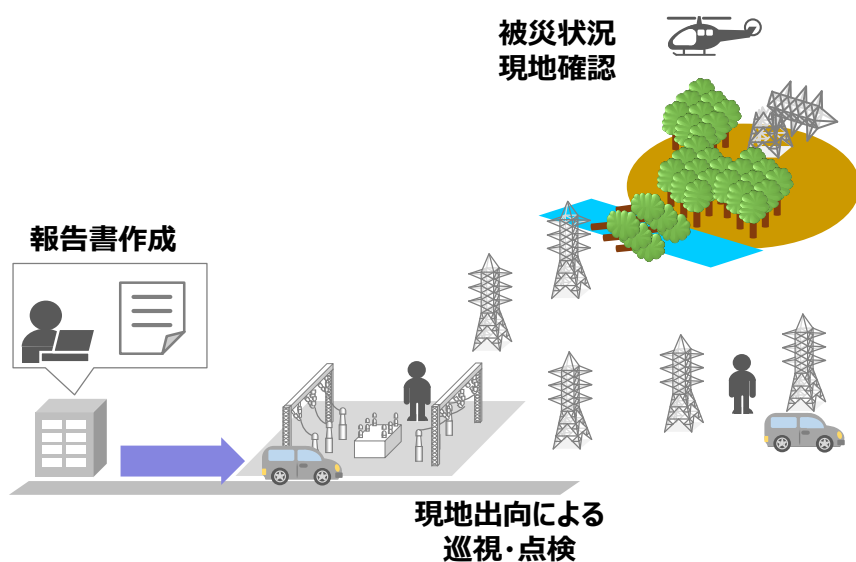 被災状況
現地確認
報告書作成
現地出向による
巡視・点検